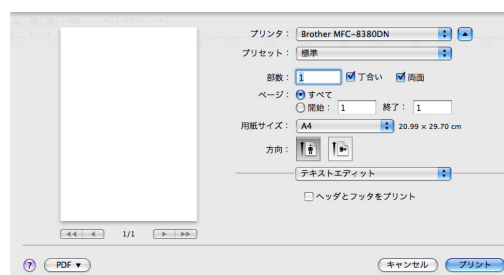 プリンタ： Brother MFC-8380DN
プリセット： 標準
部数： 1 丁合い 両面
ページ： すべて
開始： 1 終了： 1
用紙サイズ： A4 20.99 x 29.70 cm
方向：
テキストエディット
ヘッダとフッタをプリント
1/1
? PDF ▼ キャンセル プリント